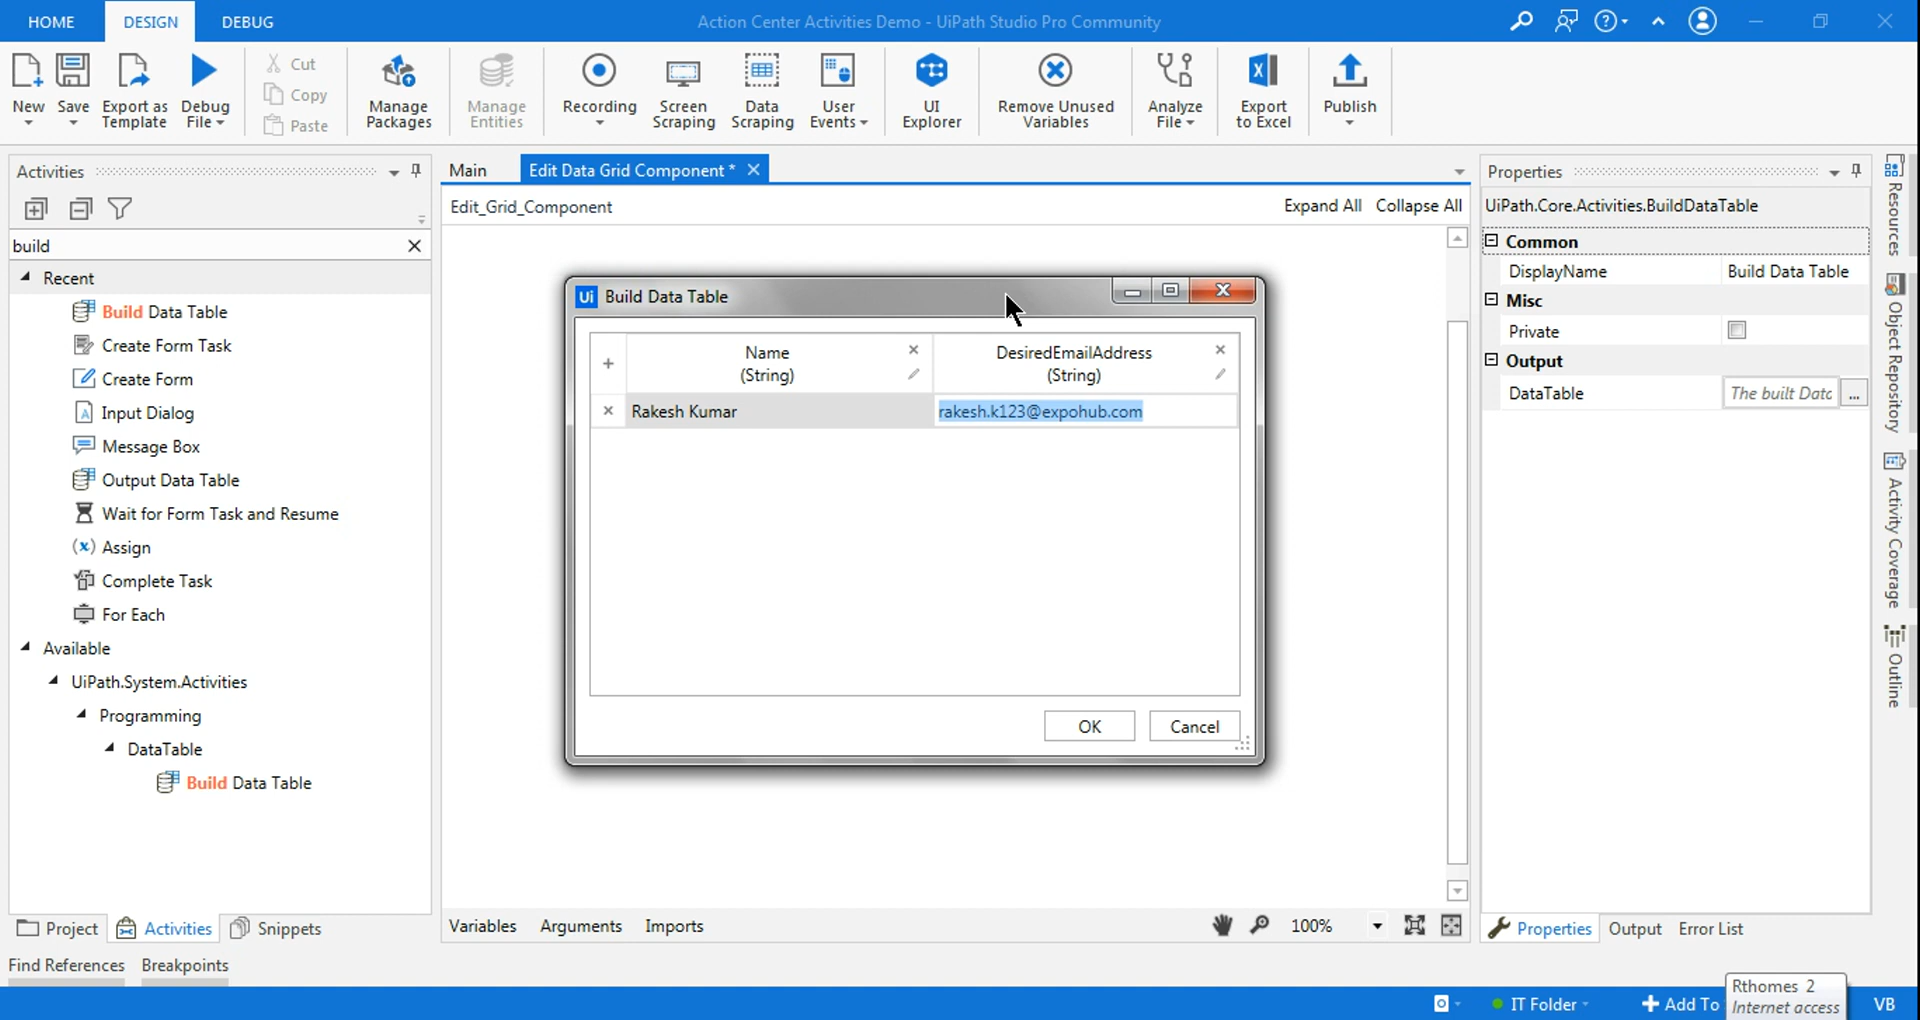 HOME DESIGN DEBUG Action Center Activities Demo - UiPath Studio Pro Community
New Save Export as Template Debug File Cut Copy Paste Manage Packages Manage Entities Recording Screen Scraping Data Scraping User Events UI Explorer Remove Unused Variables Analyze File Export to Excel Publish
Activities
build
Recent
Build Data Table
Create Form Task
Create Form
Input Dialog
Message Box
Output Data Table
Wait for Form Task and Resume
Assign
Complete Task
For Each
Available
UiPath.System.Activities
Programming
DataTable
Build Data Table
Project Activities Snippets
Find References Breakpoints
Main Edit Data Grid Component *
Edit_Grid_Component Expand All Collapse All
Ui Build Data Table
Name (String) DesiredEmailAddress (String)
Rakesh Kumar rakesh.k123@expohub.com
OK Cancel
Variables Arguments Imports 100%
Properties
UiPath.Core.Activities.BuildDataTable
Common
DisplayName Build Data Table
Misc
Private
Output
DataTable The built Datc ...
Properties Output Error List
Resources
Object Repository
Activity Coverage
Outline
IT Folder Add To
Rthomes 2
Internet access
VB